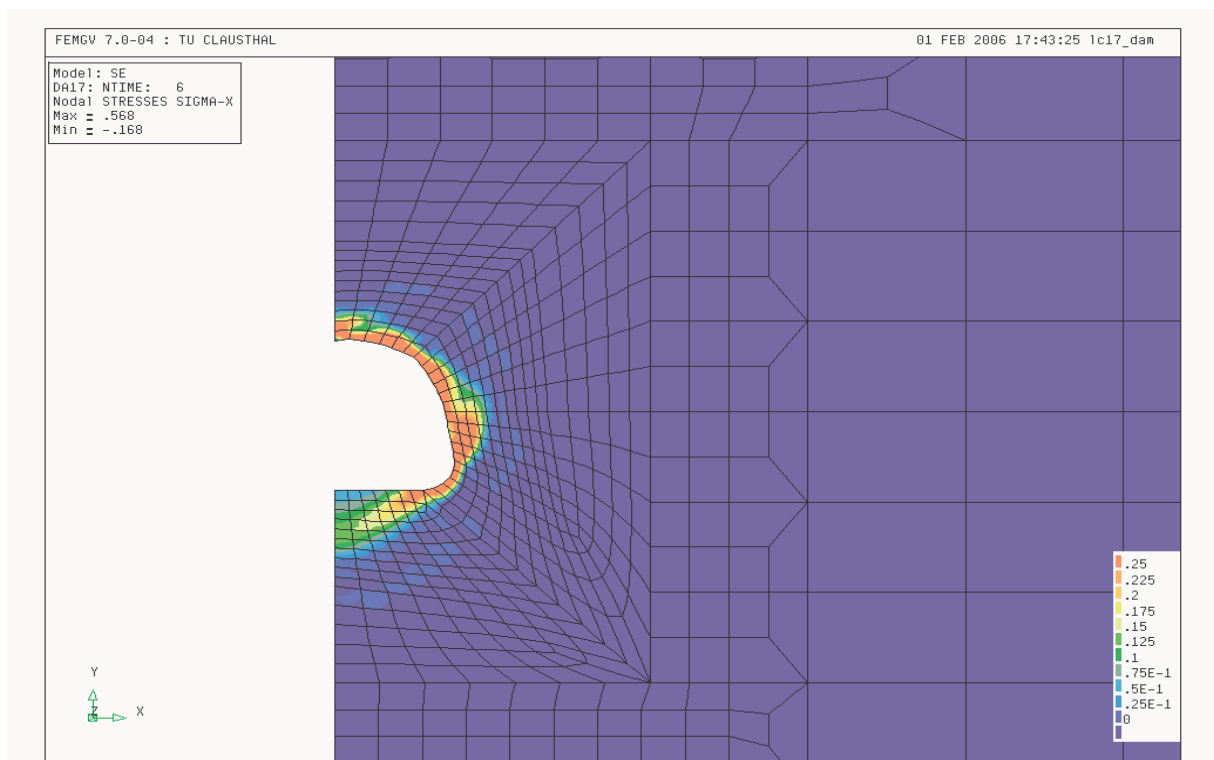 FEMGV 7.0-04 : TU CLAUSTHAL
01 FEB 2006 17:43:25 lc17_dam
Model: SE
DA17: NTIME: 6
Nodal STRESSES SIGMA-X
Max = .568
Min = -.168
.25
.225
.2
.175
.15
.125
.1
.75E-1
.5E-1
.25E-1
0
Y
Z
X